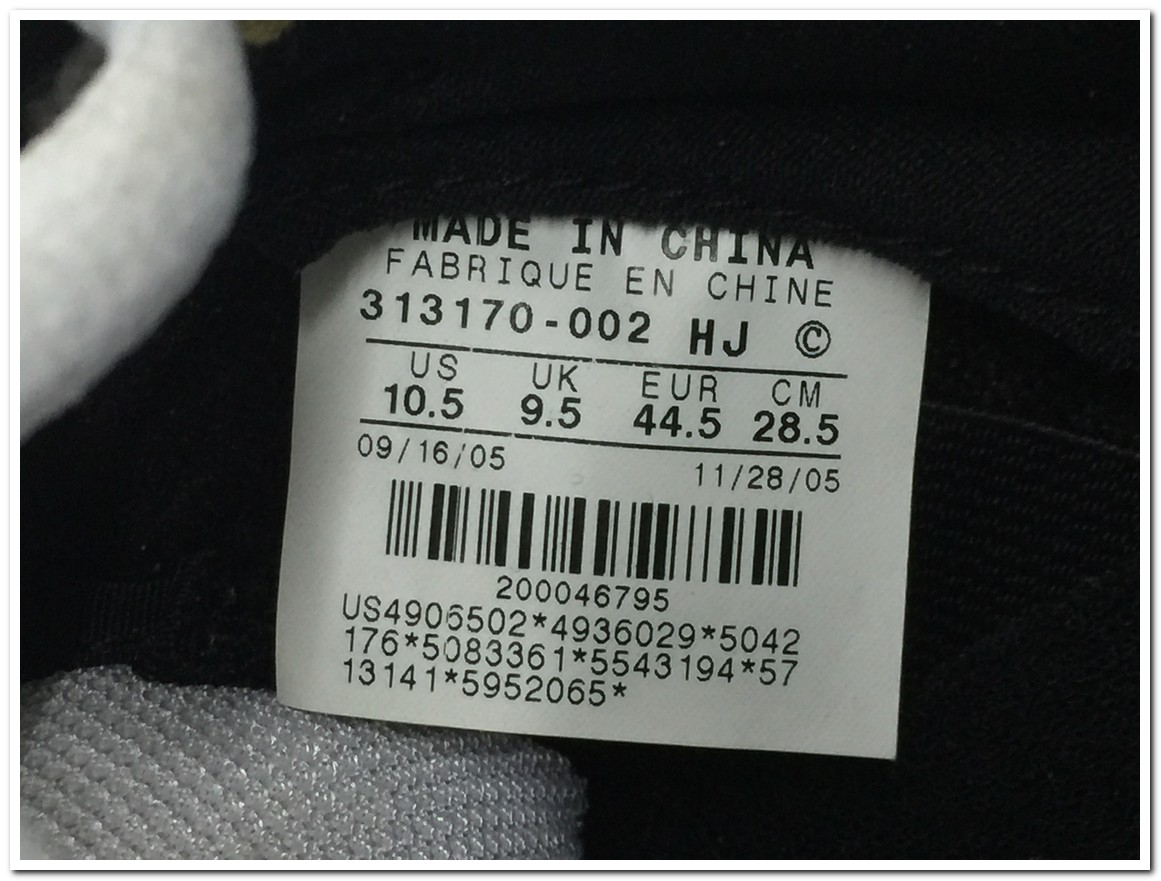 MADE IN CHINA
FABRIQUE EN CHINE
313170-002 HJ ©
US UK EUR CM
10.5 9.5 44.5 28.5
09/16/05 11/28/05
200046795
US4906502*4936029*5042
176*5083361*5543194*57
13141*5952065*